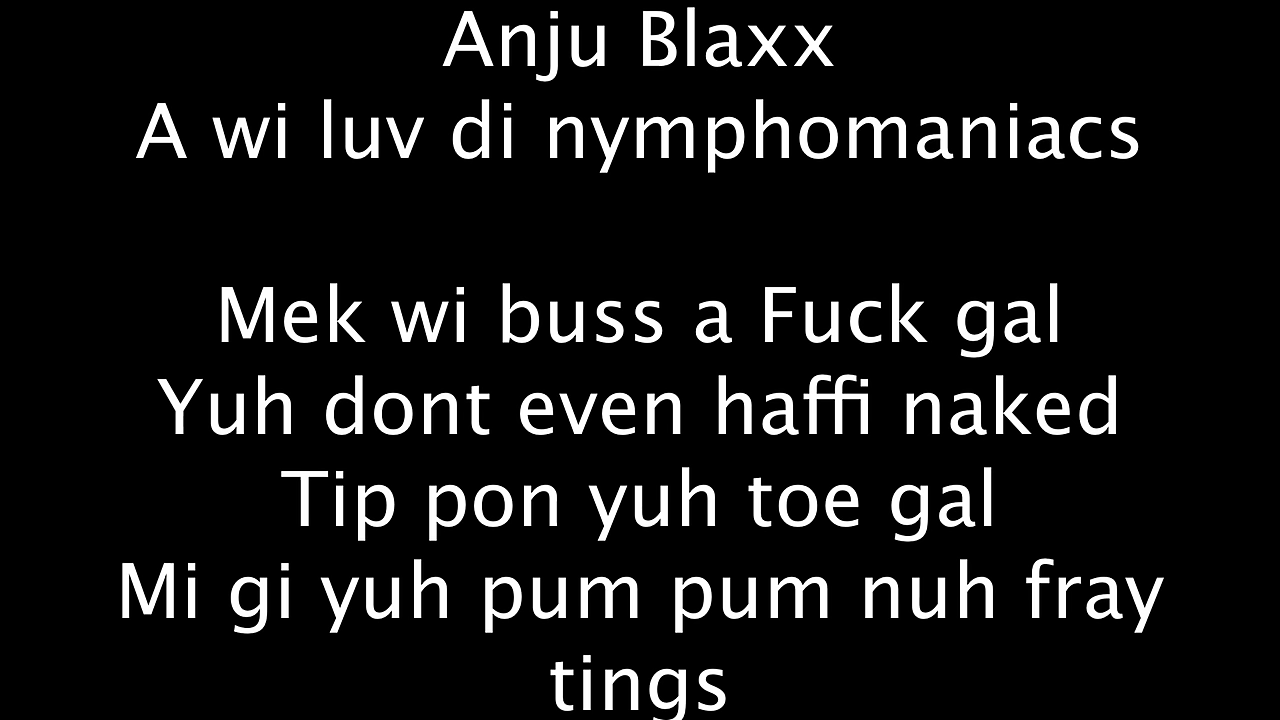 Anju Blaxx
A wi luv di nymphomaniacs
Mek wi buss a Fuck gal
Yuh dont even haffi naked
Tip pon yuh toe gal
Mi gi yuh pum pum nuh fray
tings